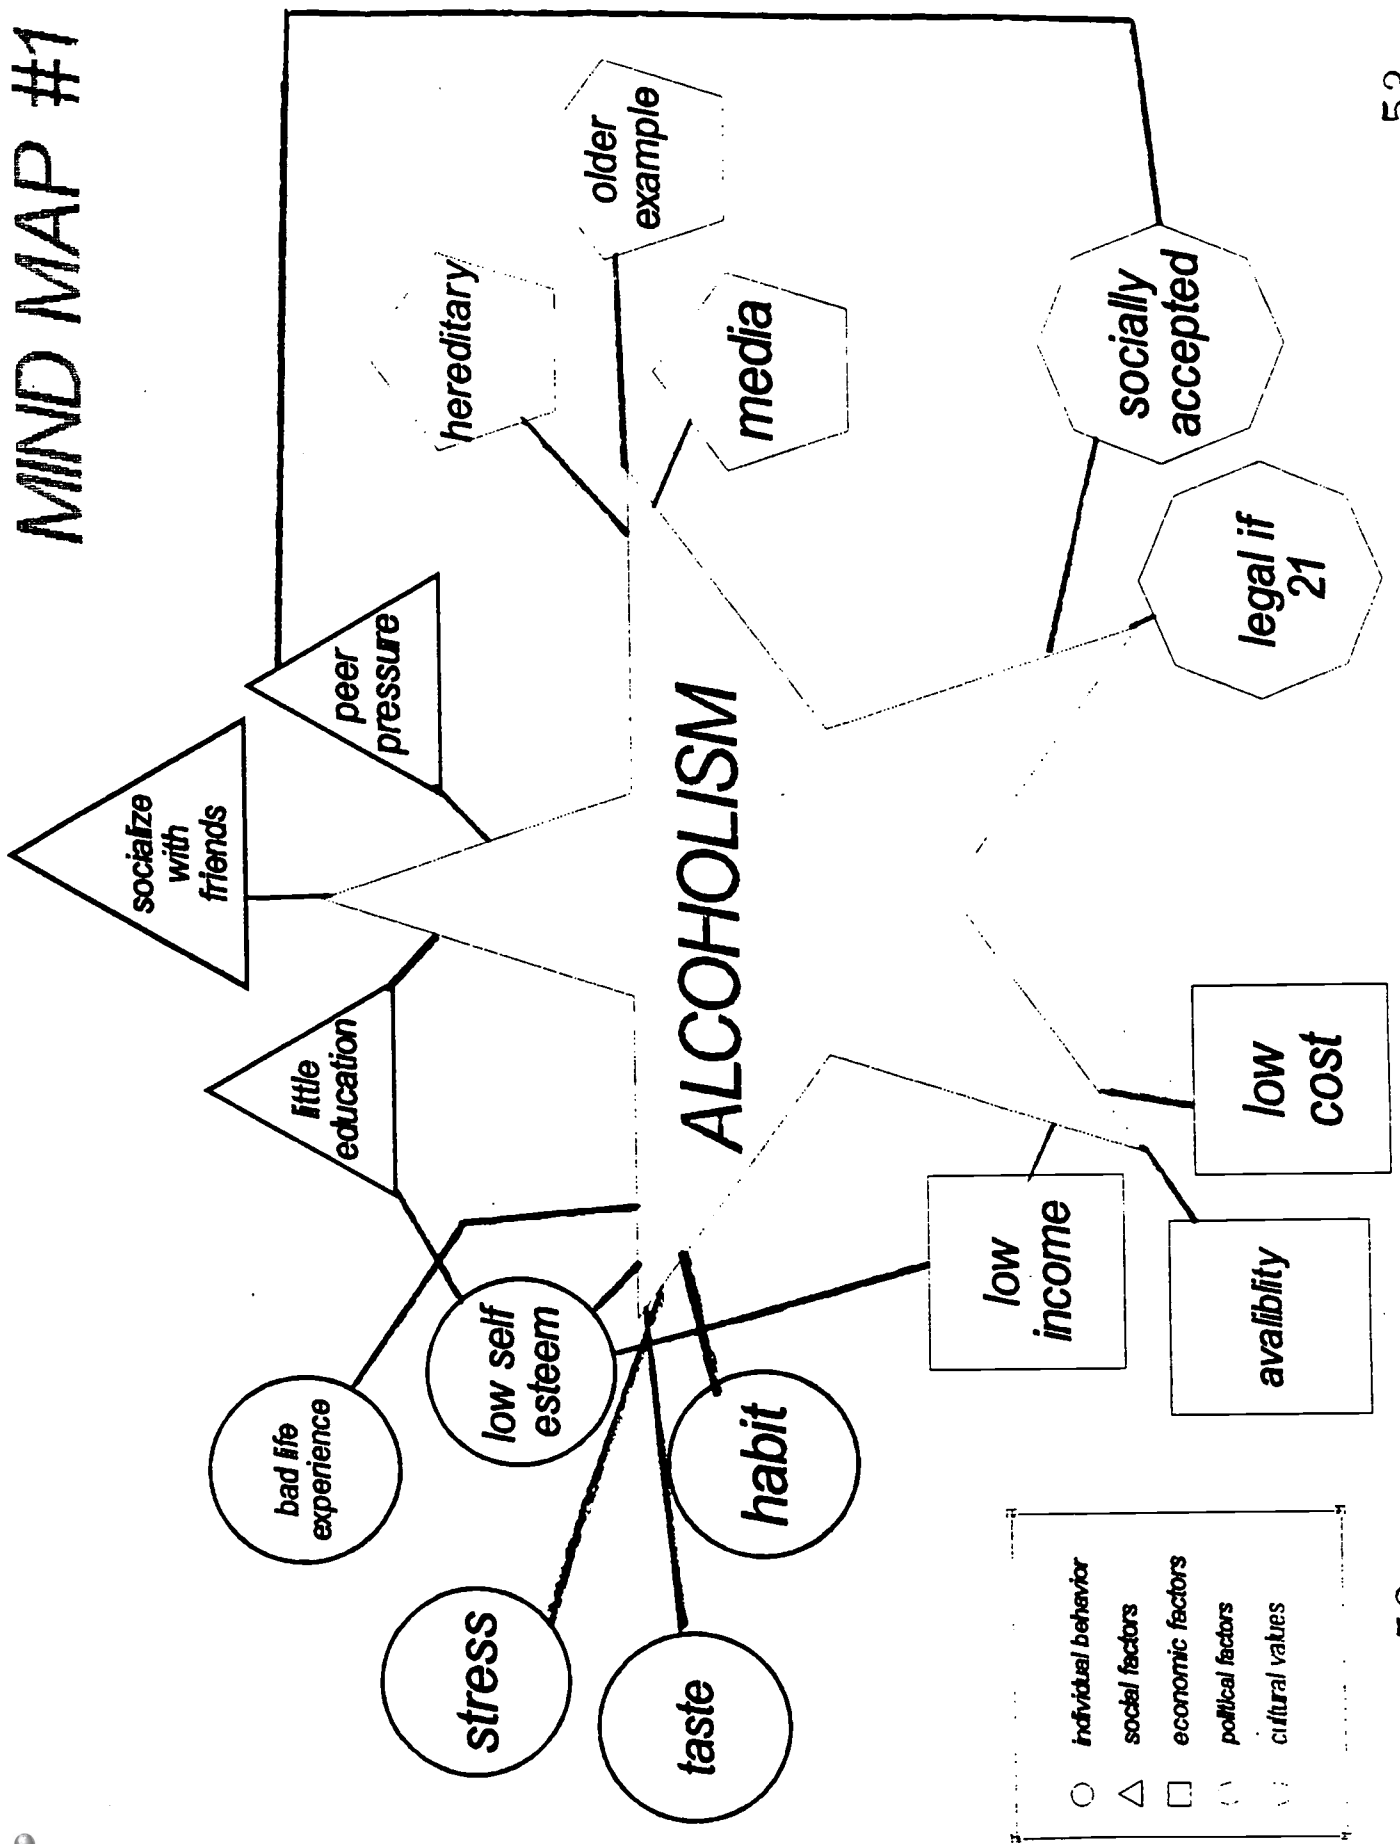 MIND MAP #1
socialize
with
friends
peer
pressure
little
education
hereditary
older
example
bad life
experience
low self
esteem
stress
taste
habit
ALCOHOLISM
media
low
income
socially
accepted
avaliblity
low
cost
legal if
21
individual behavior
social factors
economic factors
political factors
cultural values
53